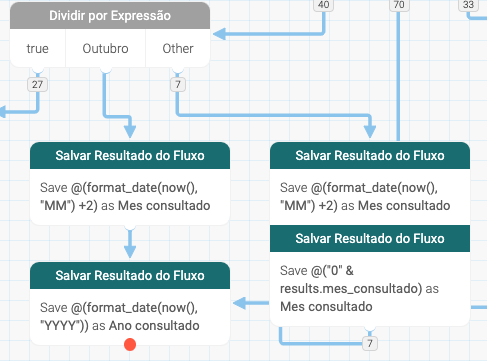 40
70
33
Dividir por Expressão
true
Outubro
Other
27
7
Salvar Resultado do Fluxo
Save @(format_date(now(),
"MM") +2) as Mes consultado
Salvar Resultado do Fluxo
Save @(format_date(now(),
"MM") +2) as Mes consultado
Salvar Resultado do Fluxo
Save @("0" &
results.mes_consultado) as
Mes consultado
Salvar Resultado do Fluxo
Save @(format_date(now(),
"YYYY")) as Ano consultado
7